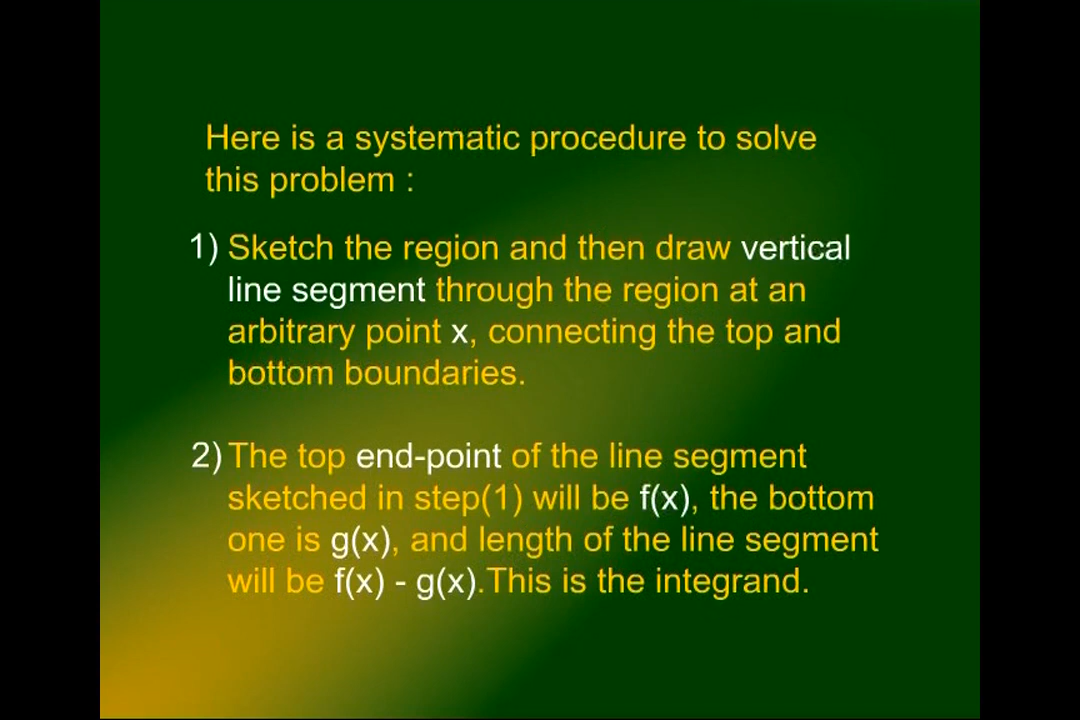 Here is a systematic procedure to solve
this problem :
1) Sketch the region and then draw vertical
line segment through the region at an
arbitrary point x, connecting the top and
bottom boundaries.
2) The top end-point of the line segment
sketched in step(1) will be f(x), the bottom
one is g(x), and length of the line segment
will be f(x) - g(x).This is the integrand.